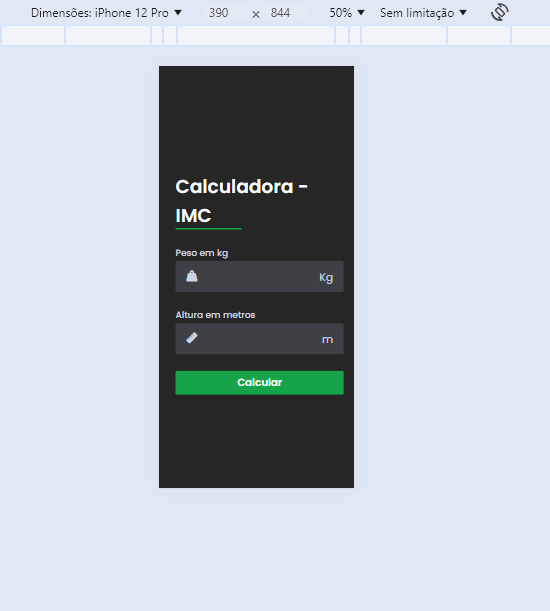 Dimensões: iPhone 12 Pro ▼ 390 × 844 50% ▼ Sem limitação ▼
Calculadora -
IMC
Peso em kg
Kg
Altura em metros
m
Calcular